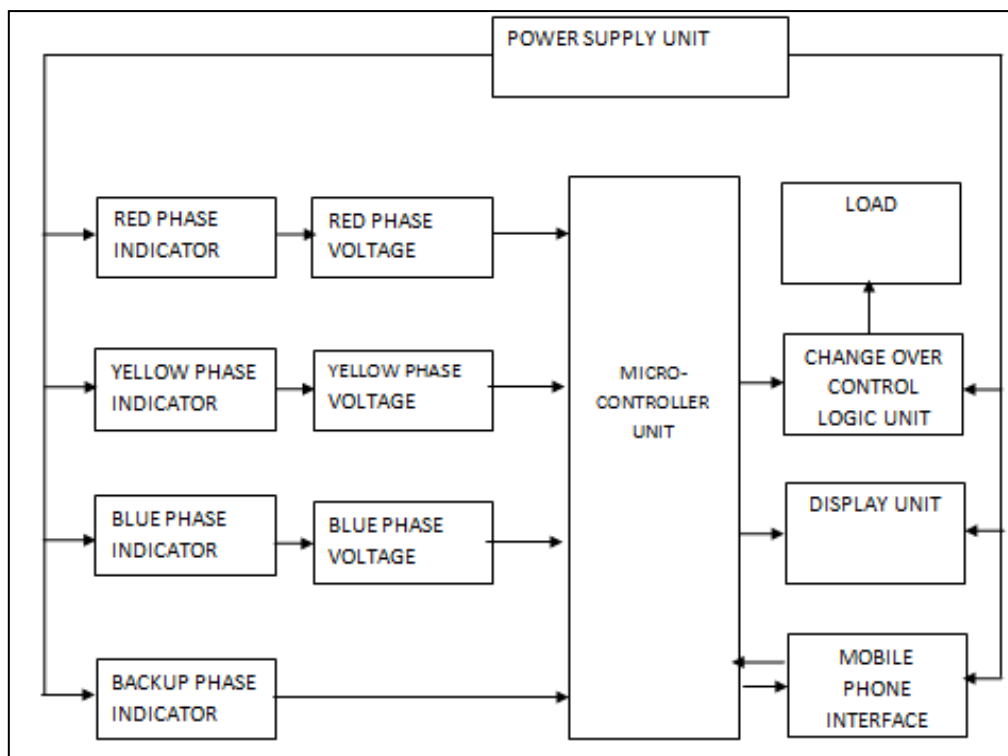 POWER SUPPLY UNIT
RED PHASE
INDICATOR
RED PHASE
VOLTAGE
LOAD
YELLOW PHASE
INDICATOR
YELLOW PHASE
VOLTAGE
MICRO-
CONTROLLER
UNIT
CHANGE OVER
CONTROL
LOGIC UNIT
BLUE PHASE
INDICATOR
BLUE PHASE
VOLTAGE
DISPLAY UNIT
BACKUP PHASE
INDICATOR
MOBILE
PHONE
INTERFACE